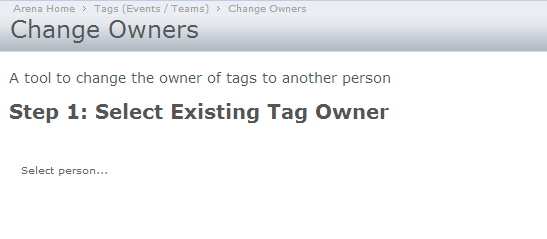 Arena Home > Tags (Events / Teams) > Change Owners
Change Owners
A tool to change the owner of tags to another person
Step 1: Select Existing Tag Owner
Select person...